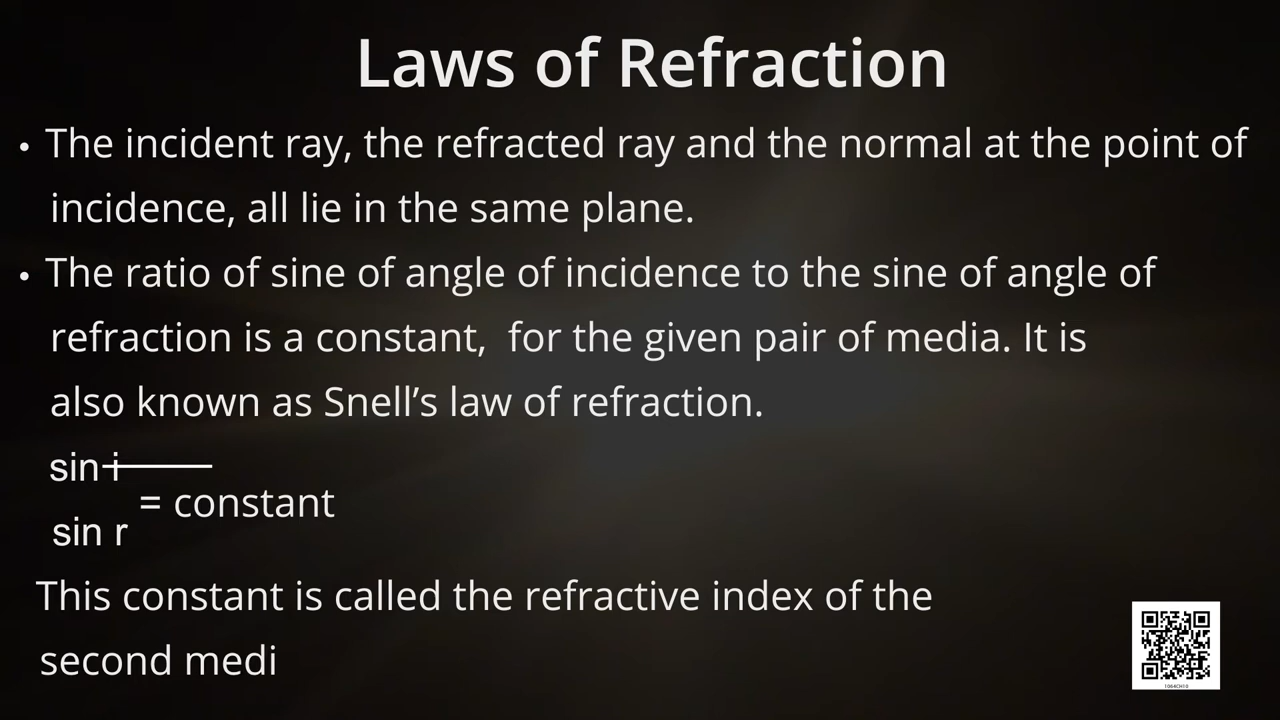 Laws of Refraction
• The incident ray, the refracted ray and the normal at the point of
incidence, all lie in the same plane.
• The ratio of sine of angle of incidence to the sine of angle of
refraction is a constant,  for the given pair of media. It is
also known as Snell’s law of refraction.
sin i
= constant
sin r
This constant is called the refractive index of the
second medi
1064CH10